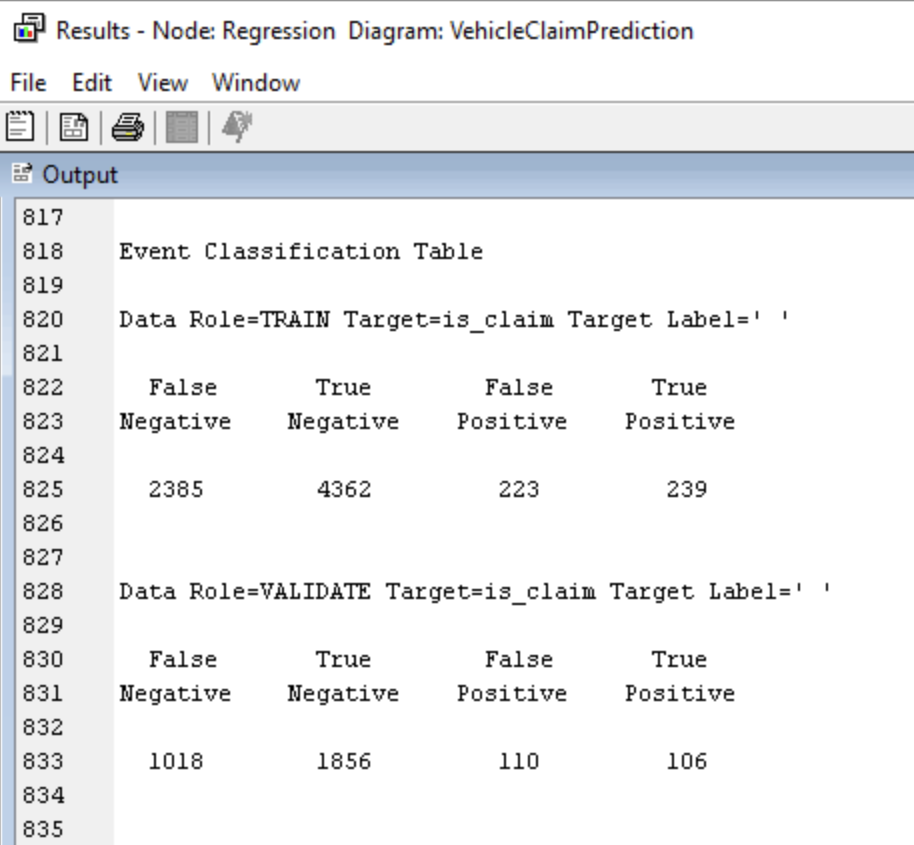 Results - Node: Regression Diagram: VehicleClaimPrediction
File Edit View Window
Output
817
818 Event Classification Table
819
820 Data Role=TRAIN Target=is_claim Target Label=' '
821
822 False True False True
823 Negative Negative Positive Positive
824
825 2385 4362 223 239
826
827
828 Data Role=VALIDATE Target=is_claim Target Label=' '
829
830 False True False True
831 Negative Negative Positive Positive
832
833 1018 1856 110 106
834
835